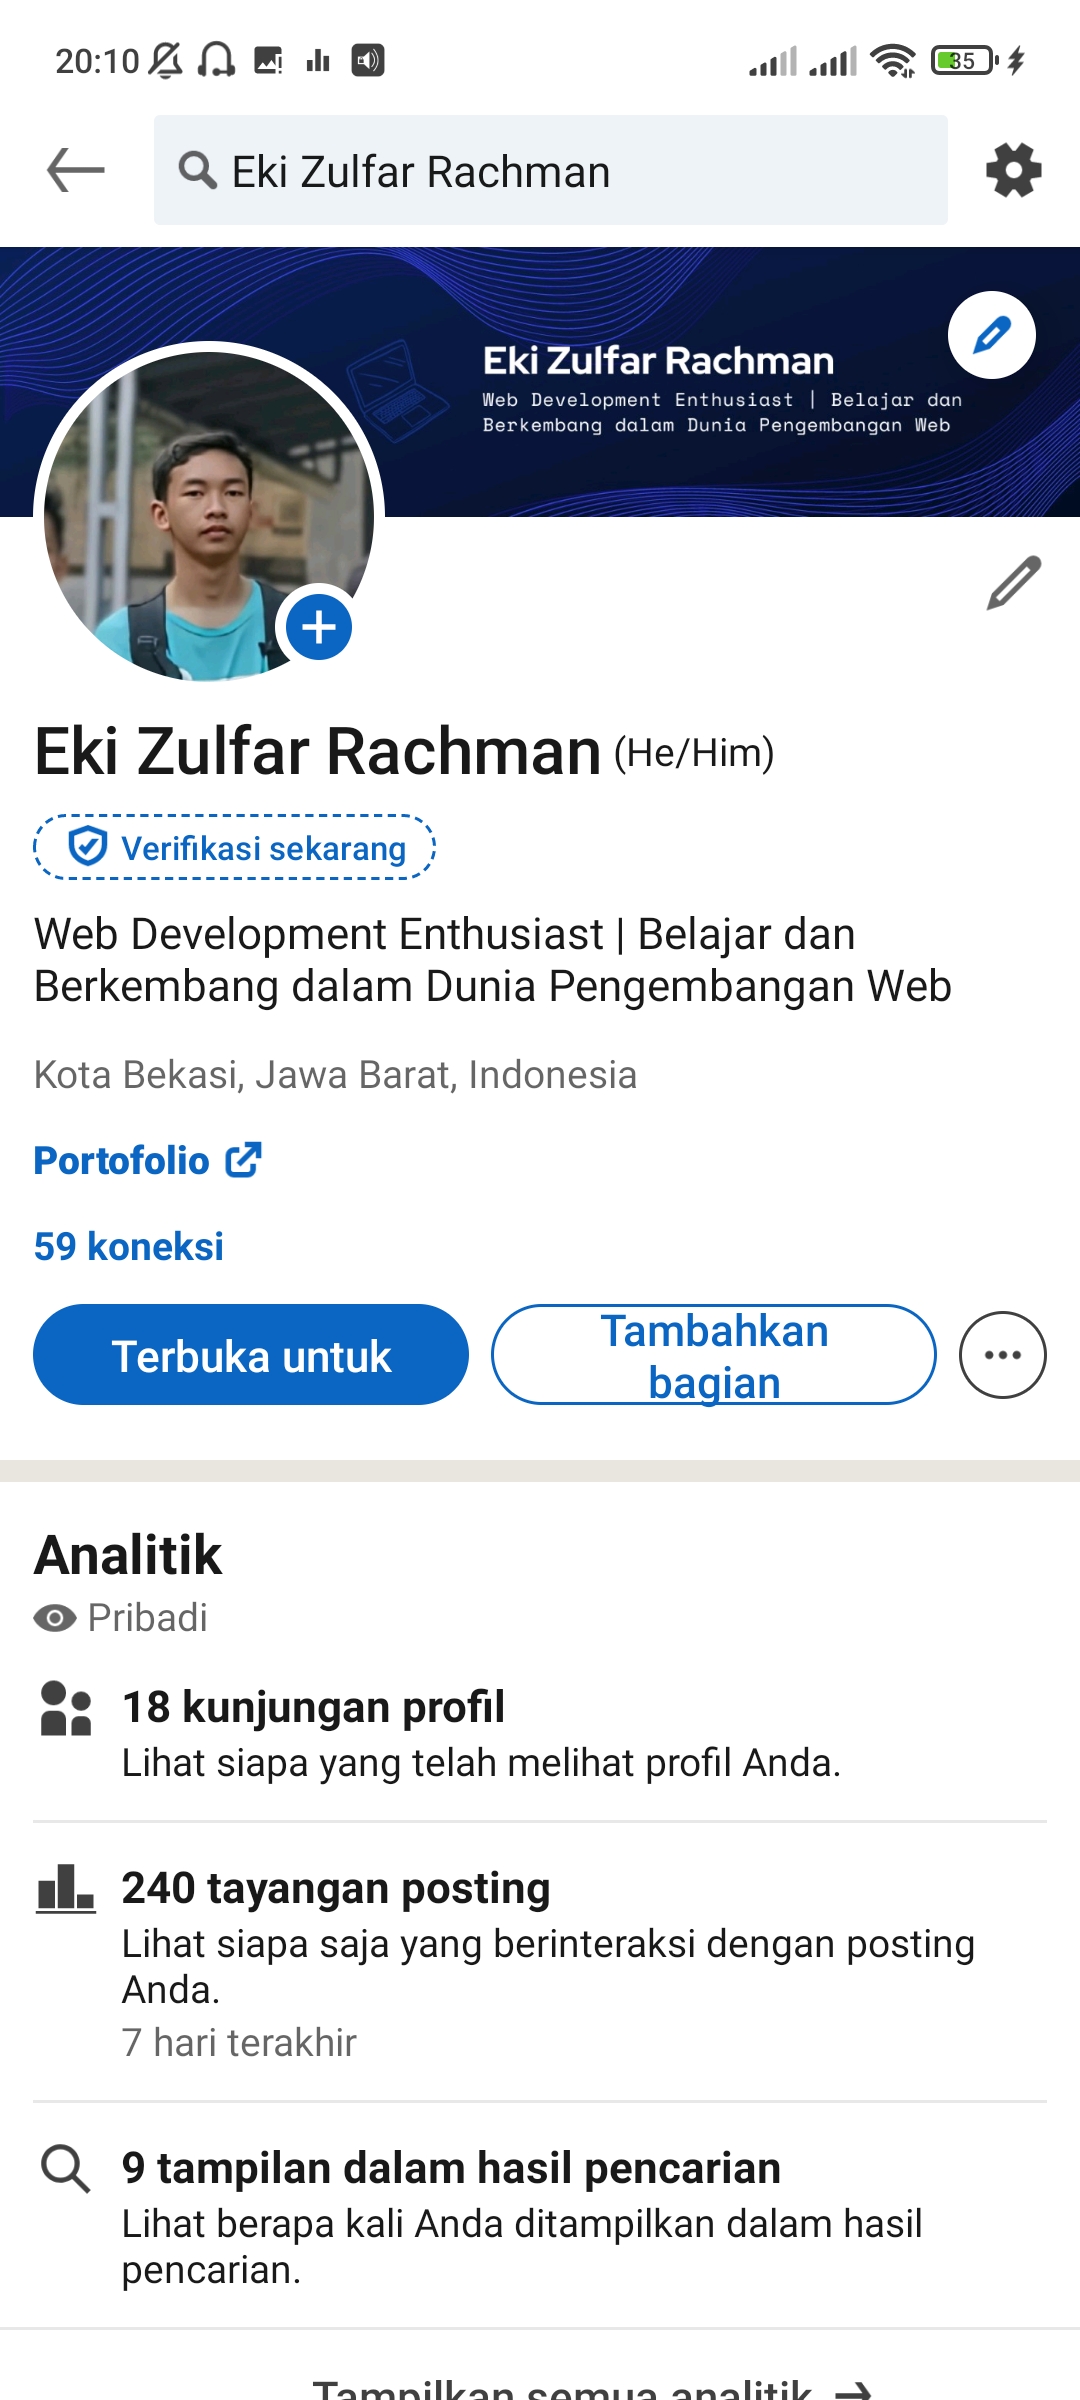 20:10
35
Eki Zulfar Rachman
Eki Zulfar Rachman
Web Development Enthusiast | Belajar dan
Berkembang dalam Dunia Pengembangan Web
Eki Zulfar Rachman (He/Him)
Verifikasi sekarang
Web Development Enthusiast | Belajar dan
Berkembang dalam Dunia Pengembangan Web
Kota Bekasi, Jawa Barat, Indonesia
Portofolio
59 koneksi
Terbuka untuk
Tambahkan
bagian
Analitik
Pribadi
18 kunjungan profil
Lihat siapa yang telah melihat profil Anda.
240 tayangan posting
Lihat siapa saja yang berinteraksi dengan posting
Anda.
7 hari terakhir
9 tampilan dalam hasil pencarian
Lihat berapa kali Anda ditampilkan dalam hasil
pencarian.
Tampilkan semua analitik →